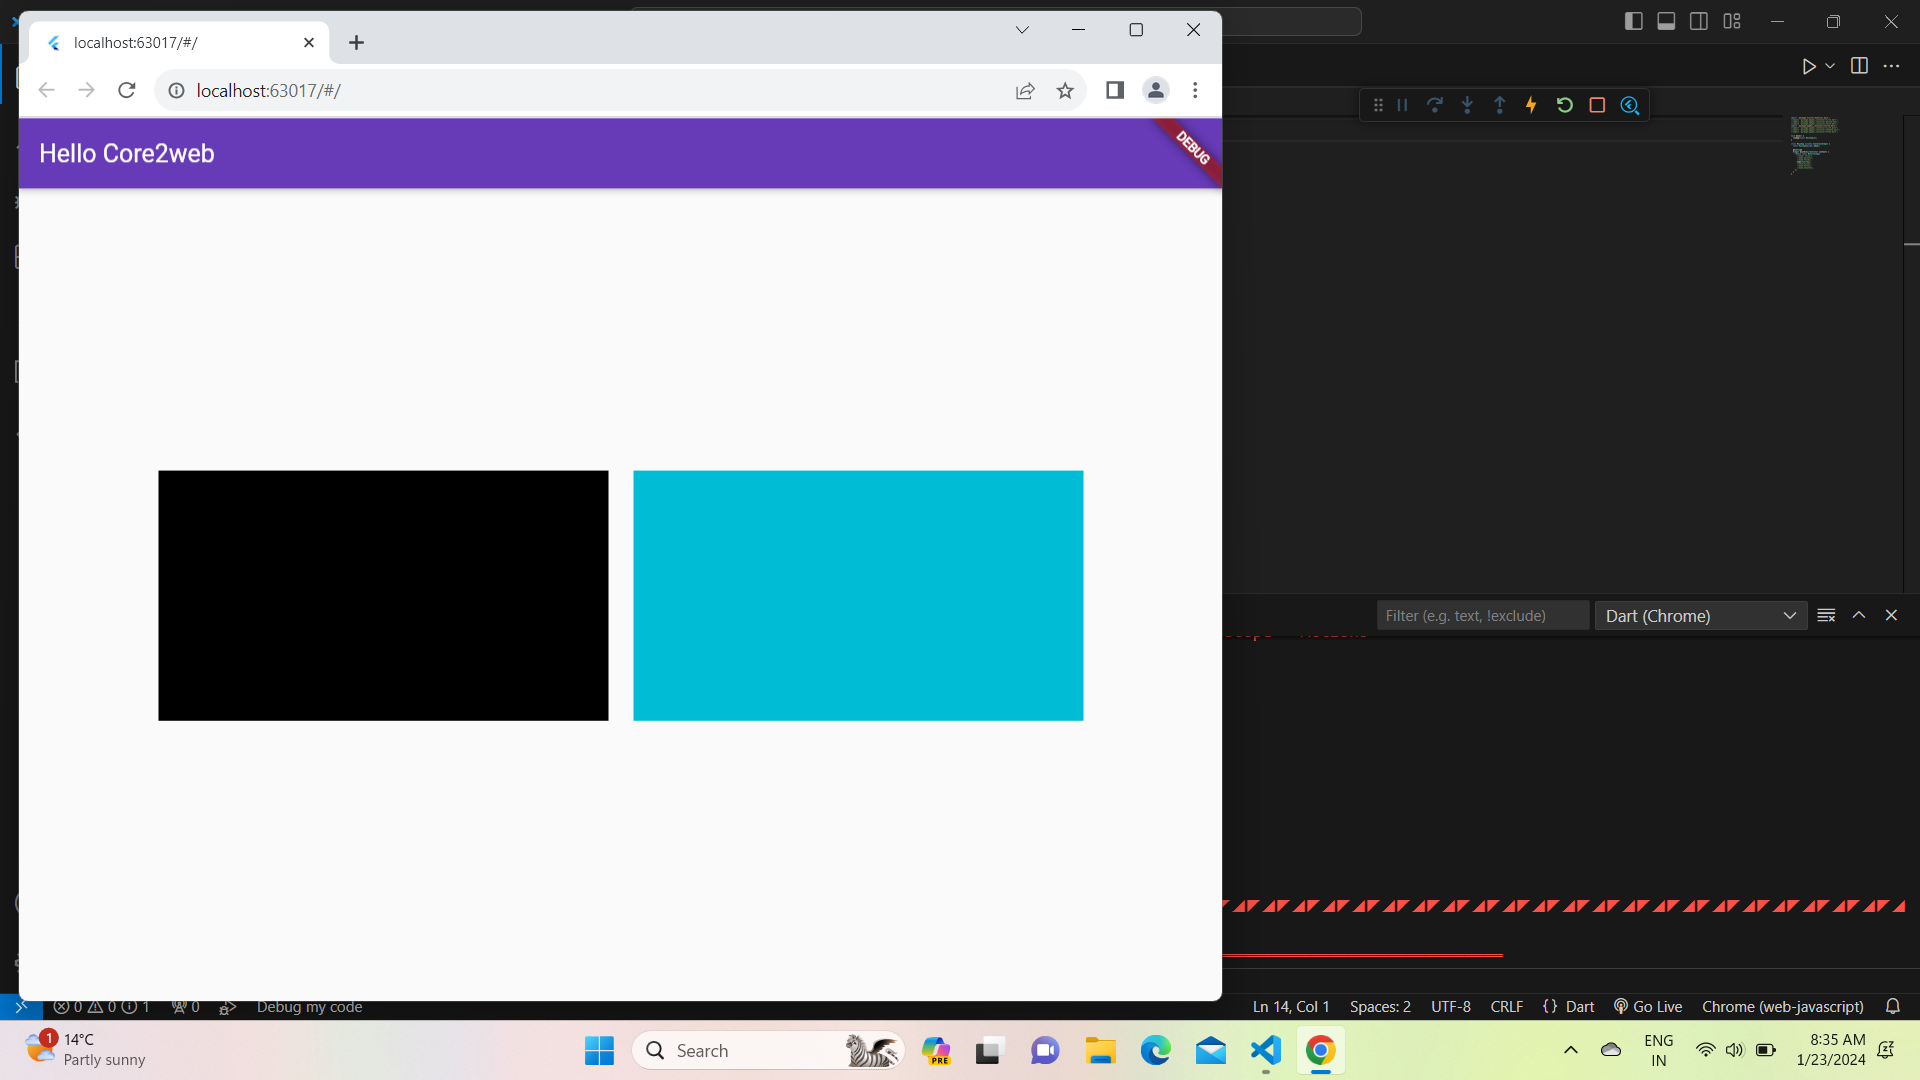 localhost:63017/#/
localhost:63017/#/
Hello Core2web
DEBUG
Filter (e.g. text, !exclude)
Dart (Chrome)
0 0 1 0 Debug my code
Ln 14, Col 1 Spaces: 2 UTF-8 CRLF {} Dart Go Live Chrome (web-javascript)
1
14°C
Partly sunny
Search
PRE
ENG
IN
8:35 AM
1/23/2024